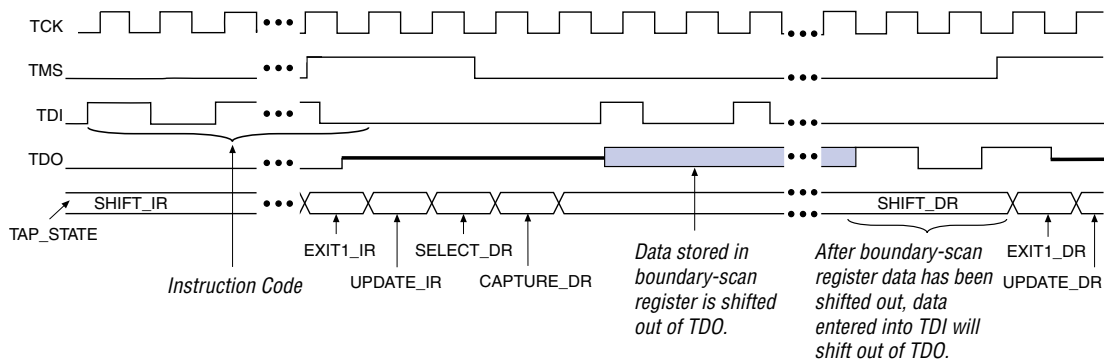 TCK
TMS
TDI
TDO
SHIFT_IR
SHIFT_DR
TAP_STATE
EXIT1_IR
SELECT_DR
EXIT1_DR
Instruction Code
UPDATE_IR
CAPTURE_DR
UPDATE_DR
Data stored in
boundary-scan
register is shifted
out of TDO.
After boundary-scan
register data has been
shifted out, data
entered into TDI will
shift out of TDO.